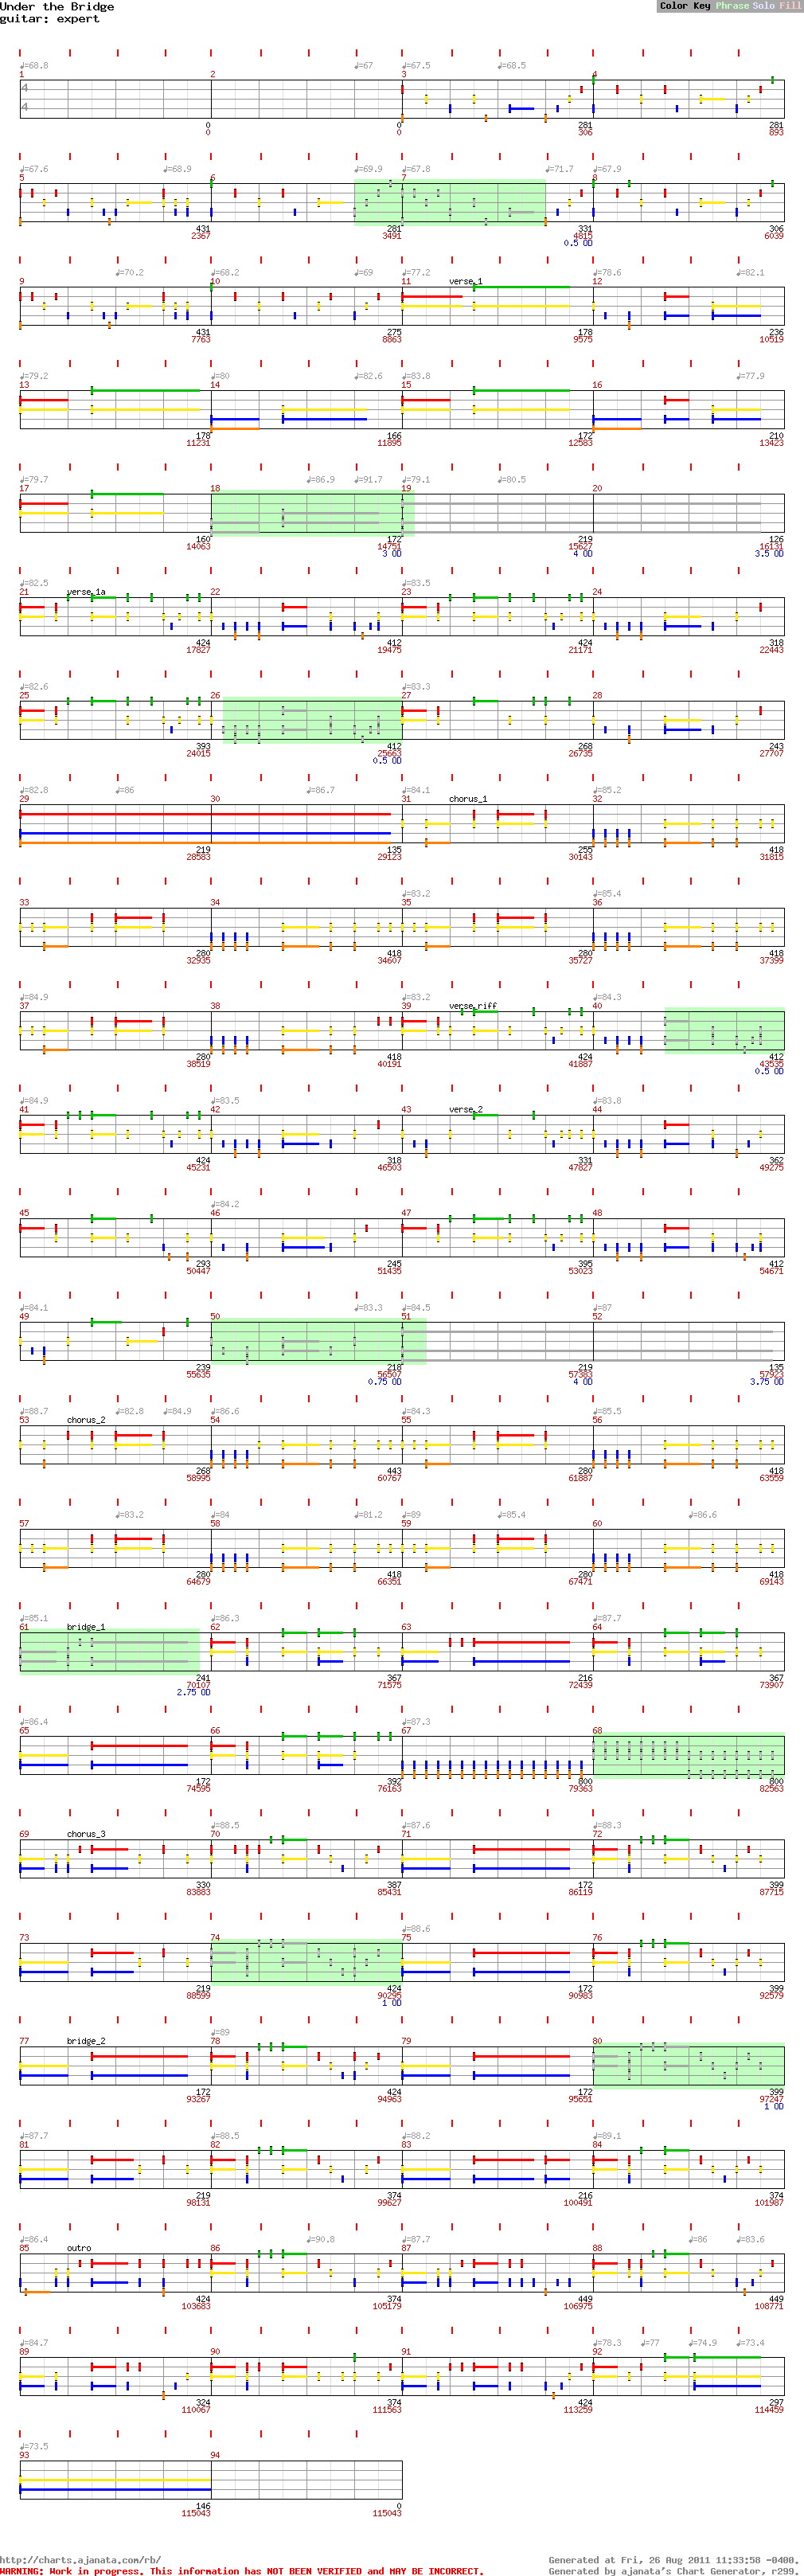 Under the Bridge
guitar: expert
Color Key Phrase Solo Fill
♩=68.8 ♩=67 ♩=67.5 ♩=68.5
1 2 3 4
4
4
0 0 281 281
0 0 306 893
♩=67.6 ♩=68.9 ♩=69.9 ♩=67.8 ♩=71.7 ♩=67.9
5 6 7 8
431 281 331 306
2367 3491 4815 6039
0.5 OD
♩=70.2 ♩=68.2 ♩=69 ♩=77.2 ♩=78.6 ♩=82.1
9 10 11 verse_1 12
431 275 178 236
7763 8863 9575 10519
♩=79.2 ♩=80 ♩=82.6 ♩=83.8 ♩=77.9
13 14 15 16
178 166 172 210
11231 11895 12583 13423
♩=79.7 ♩=86.9 ♩=91.7 ♩=79.1 ♩=80.5
17 18 19 20
160 172 219 126
14063 14751 15627 16131
3 OD 4 OD 3.5 OD
♩=82.5 ♩=83.5
21 verse_1a 22 23 24
424 412 424 318
17827 19475 21171 22443
♩=82.6 ♩=83.3
25 26 27 28
393 412 268 243
24015 25663 26735 27707
0.5 OD
♩=82.8 ♩=86 ♩=86.7 ♩=84.1 ♩=85.2
29 30 31 chorus_1 32
219 135 255 418
28583 29123 30143 31815
♩=83.2 ♩=85.4
33 34 35 36
280 418 280 418
32935 34607 35727 37399
♩=84.9 ♩=83.2 ♩=84.3
37 38 39 verse_riff 40
280 418 424 412
38519 40191 41887 43535
0.5 OD
♩=84.9 ♩=83.5 ♩=83.8
41 42 43 verse_2 44
424 318 331 362
45231 46503 47827 49275
♩=84.2
45 46 47 48
293 245 395 412
50447 51435 53023 54671
♩=84.1 ♩=83.3 ♩=84.5 ♩=87
49 50 51 52
239 218 219 135
55635 56507 57383 57923
0.75 OD 4 OD 3.75 OD
♩=88.7 ♩=82.8 ♩=84.9 ♩=86.6 ♩=84.3 ♩=85.5
53 chorus_2 54 55 56
268 443 280 418
58995 60767 61887 63559
♩=83.2 ♩=84 ♩=81.2 ♩=89 ♩=85.4 ♩=86.6
57 58 59 60
280 418 280 418
64679 66351 67471 69143
♩=85.1 ♩=86.3 ♩=87.7
61 bridge_1 62 63 64
241 367 216 367
70107 71575 72439 73907
2.75 OD
♩=86.4 ♩=87.3
65 66 67 68
172 392 800 800
74595 76163 79363 82563
♩=88.5 ♩=87.6 ♩=88.3
69 chorus_3 70 71 72
330 387 172 399
83883 85431 86119 87715
♩=88.6
73 74 75 76
219 424 172 399
88599 90295 90983 92579
1 OD
♩=89
77 bridge_2 78 79 80
172 424 172 399
93267 94963 95651 97247
1 OD
♩=87.7 ♩=88.5 ♩=88.2 ♩=89.1
81 82 83 84
219 374 216 374
98131 99627 100491 101987
♩=86.4 ♩=90.8 ♩=87.7 ♩=86 ♩=83.6
85 outro 86 87 88
424 374 449 449
103683 105179 106975 108771
♩=84.7 ♩=78.3 ♩=77 ♩=74.9 ♩=73.4
89 90 91 92
324 374 424 297
110067 111563 113259 114459
♩=73.5
93 94
146 0
115043 115043
http://charts.ajanata.com/rb/ Generated at Fri, 26 Aug 2011 11:33:58 -0400.
WARNING: Work in progress. This information has NOT BEEN VERIFIED and MAY BE INCORRECT. Generated by ajanata's Chart Generator, r299.